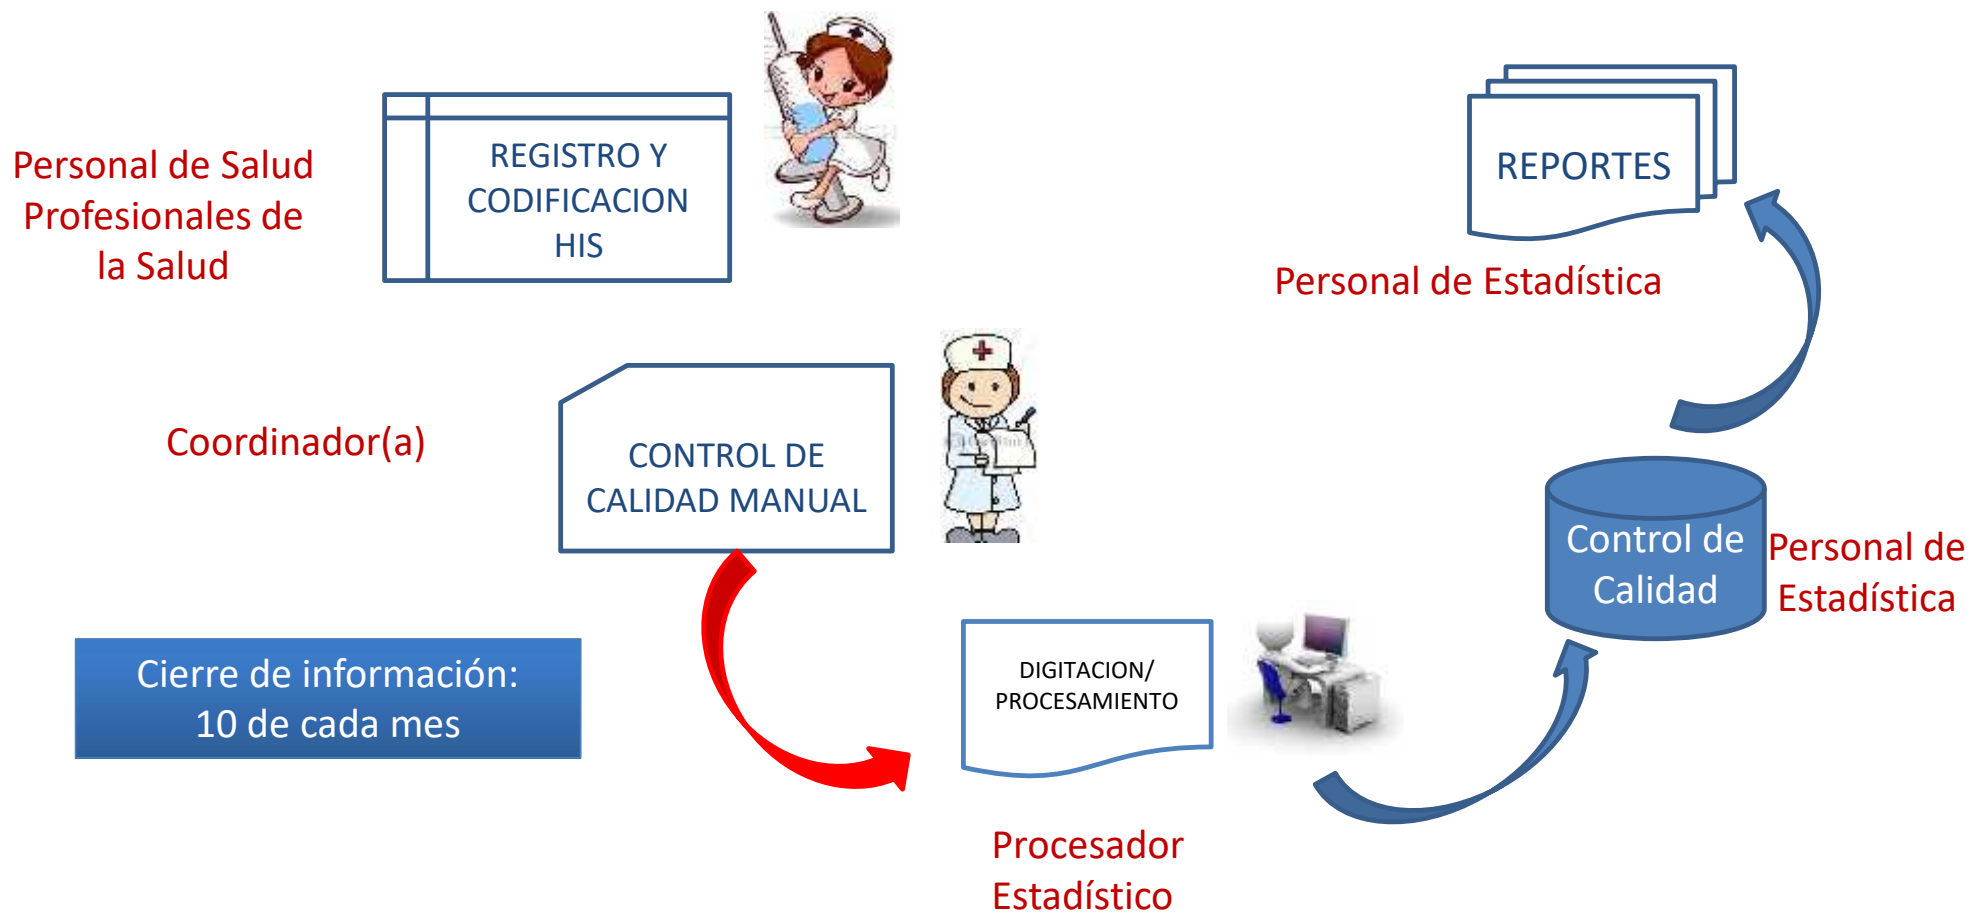 Personal de Salud
Profesionales de
la Salud
REGISTRO Y
CODIFICACION
HIS
REPORTES
Personal de Estadística
Coordinador(a)
CONTROL DE
CALIDAD MANUAL
Control de
Calidad
Personal de
Estadística
Cierre de información:
10 de cada mes
DIGITACION/
PROCESAMIENTO
Procesador
Estadístico